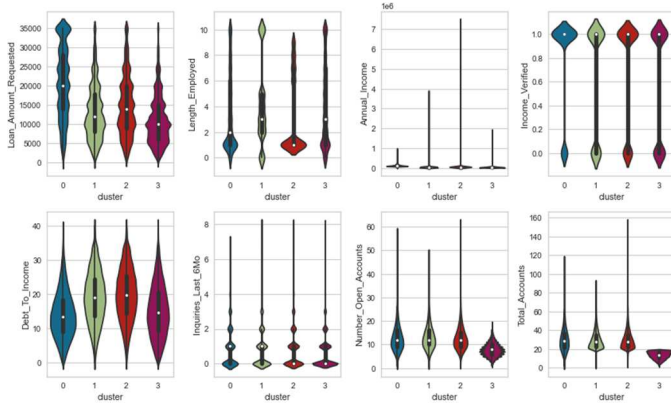 1e6
Loan_Amount_Requested
35000
30000
25000
20000
15000
10000
5000
0
0 1 2 3
cluster
Length_Employed
10
8
6
4
2
0
0 1 2 3
cluster
Annual_Income
7
6
5
4
3
2
1
0
0 1 2 3
cluster
Income_Verified
1.0
0.8
0.6
0.4
0.2
0.0
0 1 2 3
cluster
Debt_To_Income
40
30
20
10
0
0 1 2 3
cluster
Inquiries_Last_6Mo
8
6
4
2
0
0 1 2 3
cluster
Number_Open_Accounts
60
50
40
30
20
10
0
0 1 2 3
cluster
Total_Accounts
160
140
120
100
80
60
40
20
0
0 1 2 3
cluster